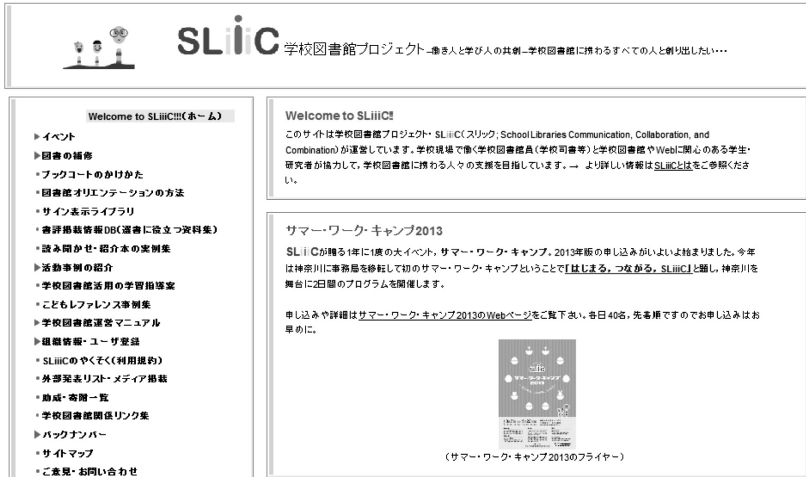 SLiiiC 学校図書館プロジェクト -働き人と学び人の共創-学校図書館に携わるすべての人と創り出したい・・・
Welcome to SLiiiC!!!(ホーム)
▶イベント
▶図書の補修
ブックコートのかけかた
図書館オリエンテーションの方法
サイン表示ライブラリ
書評掲載情報DB(選書に役立つ資料集)
読み聞かせ・紹介本の実例集
▶活動事例の紹介
学校図書館活用の学習指導案
こどもレファレンス事例集
▶学校図書館運営マニュアル
▶組織情報・ユーザ登録
SLiiiCのやくそく(利用規約)
外部発表リスト・メディア掲載
助成・寄附一覧
学校図書館関係リンク集
▶バックナンバー
サイトマップ
ご意見・お問い合わせ
Welcome to SLiiiC!!
このサイトは学校図書館プロジェクト・SLiiiC(スリック; School Libraries Communication, Collaboration, and
Combination)が運営しています。学校現場で働く学校図書館員(学校司書等)と学校図書館やWebに関心のある学生・
研究者が協力して、学校図書館に携わる人々の支援を目指しています。→ より詳しい情報はSLiiiCとはをご参照くださ
い。
サマー・ワーク・キャンプ2013
SLiiiCが贈る1年に1度の大イベント，サマー・ワーク・キャンプ。2013年版の申し込みがいよいよ始まりました。今年
は神奈川に事務局を移転して初のサマー・ワーク・キャンプということで『はじまる。つながる。SLiiiC』と題し，神奈川を
舞台に2日間のプログラムを開催します。
申し込みや詳細はサマー・ワーク・キャンプ2013のWebページをご覧下さい。各日40名，先着順ですのでお申し込みはお
早めに。
SLiiiC
サマー・ワーク・キャンプ
2013
(サマー・ワーク・キャンプ2013のフライヤー)